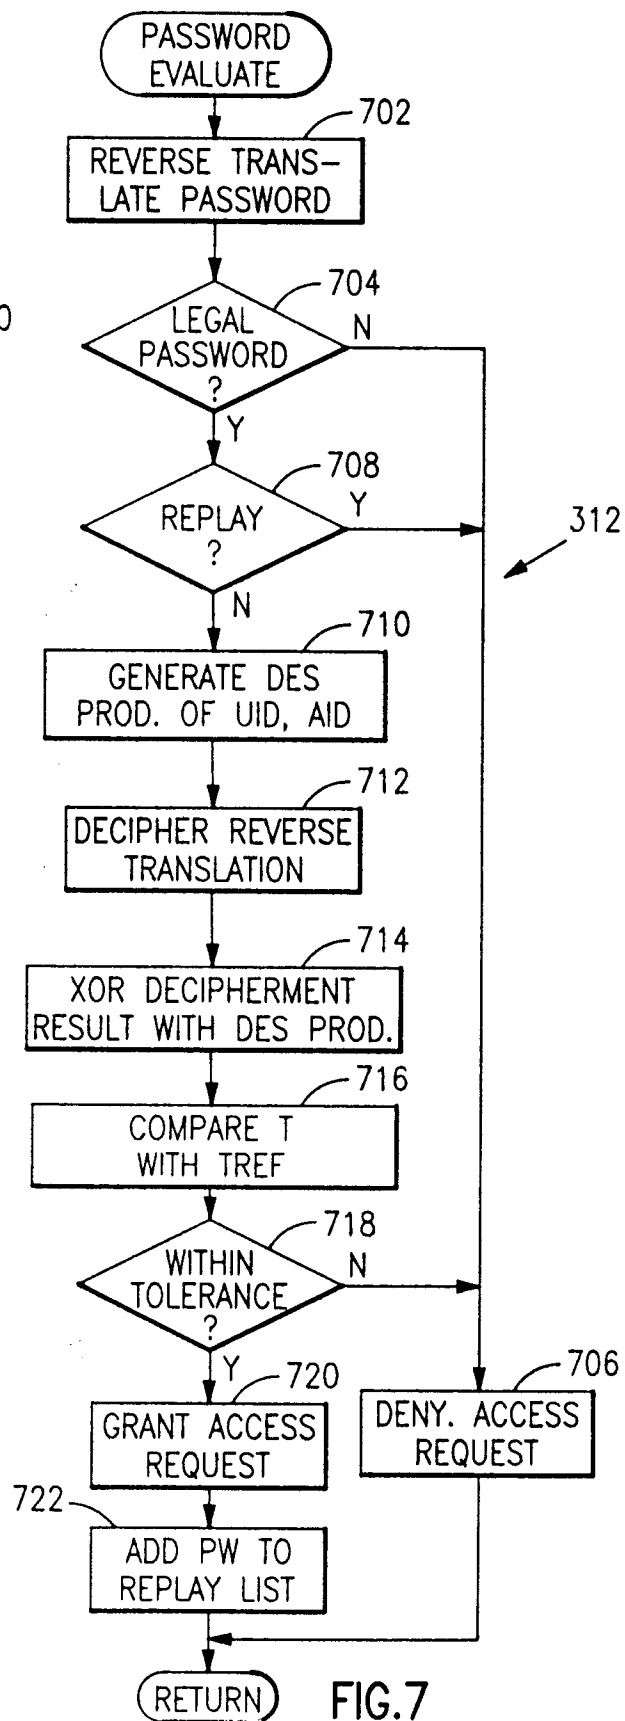 PASSWORD
EVALUATE
702
REVERSE TRANS-
LATE PASSWORD
704
LEGAL
PASSWORD
?
N
Y
708
REPLAY
?
Y
N
312
710
GENERATE DES
PROD. OF UID, AID
712
DECIPHER REVERSE
TRANSLATION
714
XOR DECIPHERMENT
RESULT WITH DES PROD.
716
COMPARE T
WITH TREF
718
WITHIN
TOLERANCE
?
N
Y
720
GRANT ACCESS
REQUEST
706
DENY. ACCESS
REQUEST
722
ADD PW TO
REPLAY LIST
RETURN
FIG.7